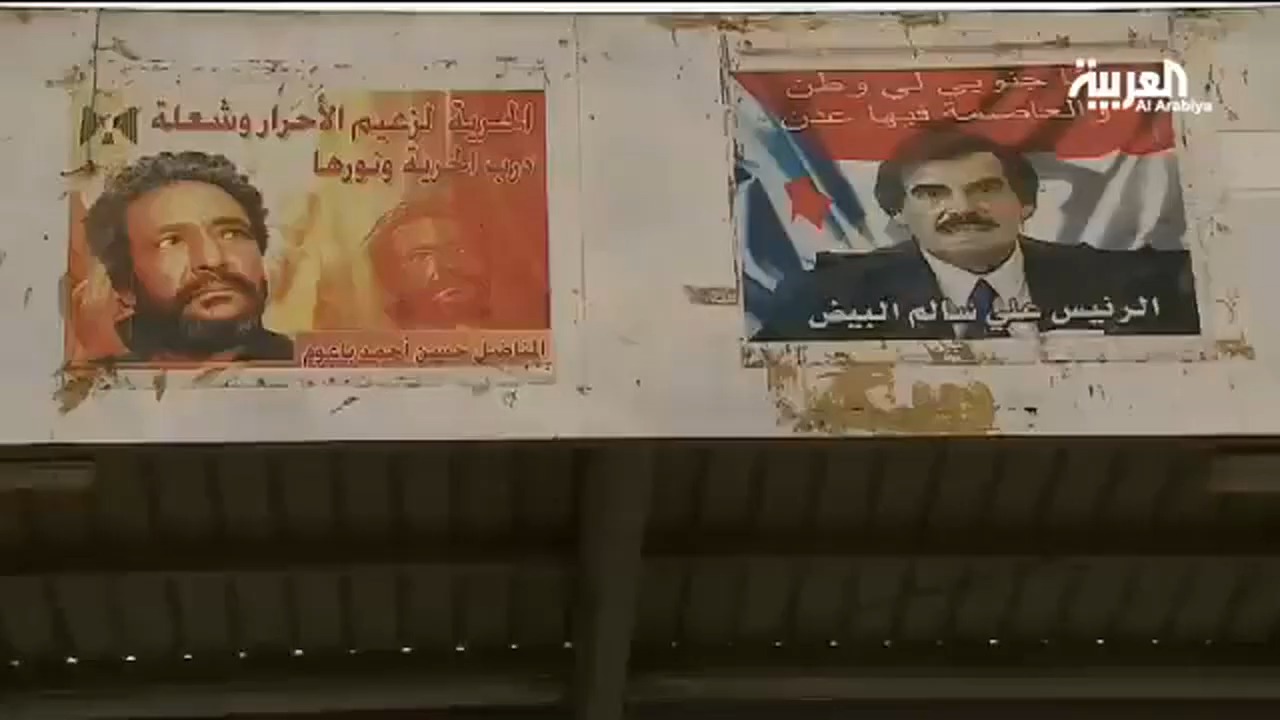 العربية
Al Arabiya
جنوبي لي وطن
والعاصمة فيها عدن
الرئيس علي سالم البيض
الحرية لزعيم الأحرار وشعلة
درب الحرية ونورها
المناضل حسن أحمد باعوم